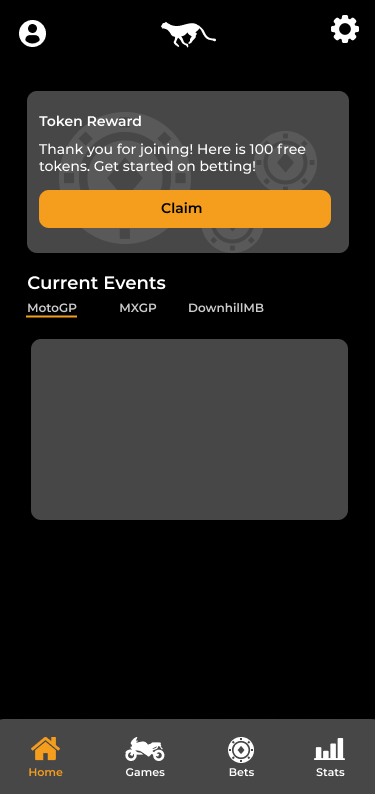 Token Reward
Thank you for joining! Here is 100 free
tokens. Get started on betting!
Claim
Current Events
MotoGP MXGP DownhillMB
Home Games Bets Stats